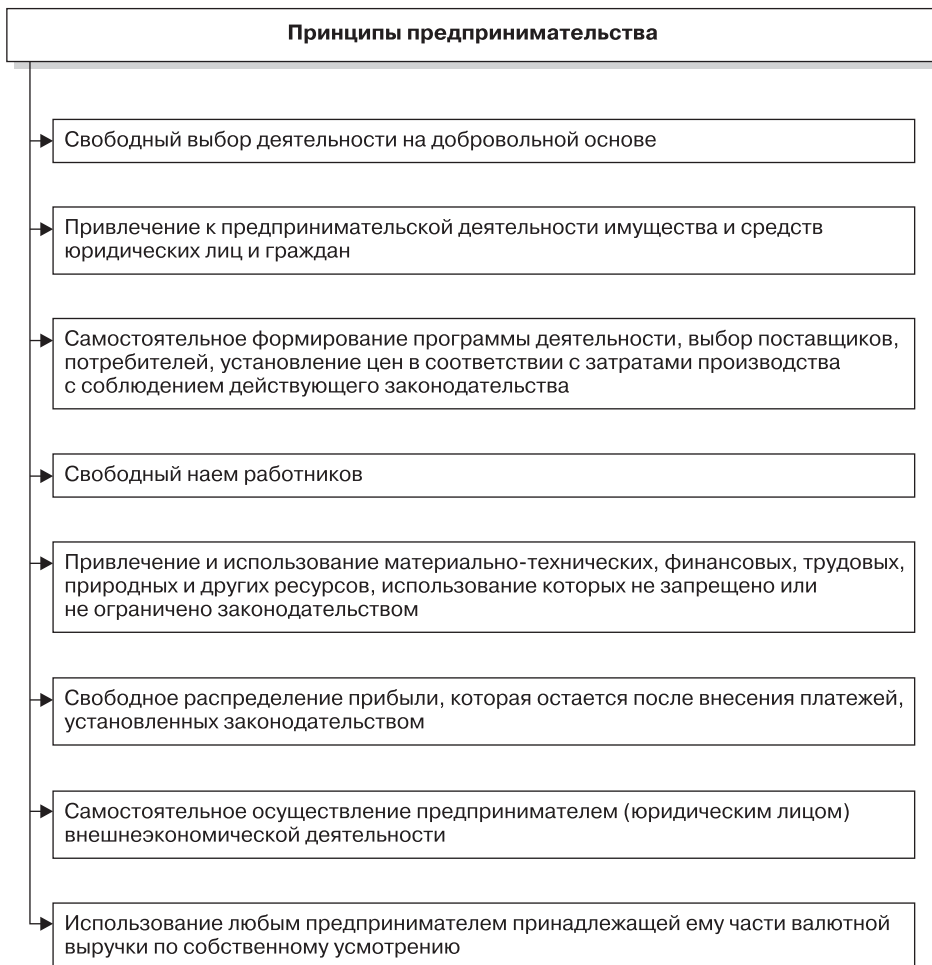 Принципы предпринимательства
Свободный выбор деятельности на добровольной основе
Привлечение к предпринимательской деятельности имущества и средств
юридических лиц и граждан
Самостоятельное формирование программы деятельности, выбор поставщиков,
потребителей, установление цен в соответствии с затратами производства
с соблюдением действующего законодательства
Свободный наем работников
Привлечение и использование материально-технических, финансовых, трудовых,
природных и других ресурсов, использование которых не запрещено или
не ограничено законодательством
Свободное распределение прибыли, которая остается после внесения платежей,
установленных законодательством
Самостоятельное осуществление предпринимателем (юридическим лицом)
внешнеэкономической деятельности
Использование любым предпринимателем принадлежащей ему части валютной
выручки по собственному усмотрению